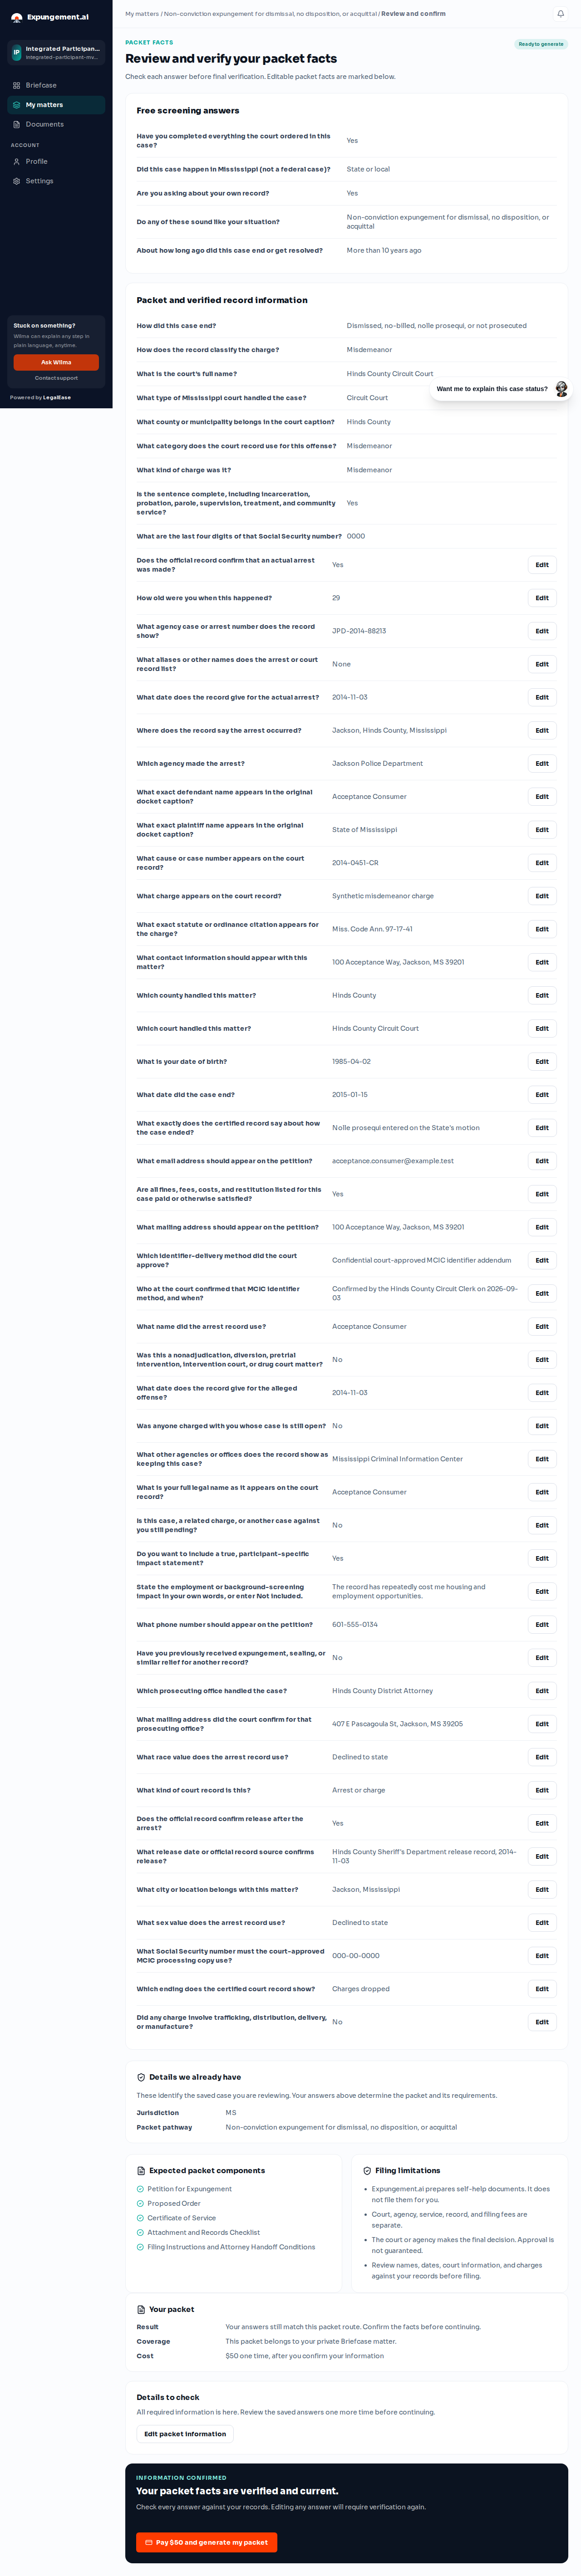 Expungement.ai
IP
Integrated Participan...
integrated-participant-mv...
Briefcase
My matters
Documents
ACCOUNT
Profile
Settings
Stuck on something?
Wilma can explain any step in
plain language, anytime.
Ask Wilma
Contact support
Powered by LegalEase
My matters / Non-conviction expungement for dismissal, no disposition, or acquittal / Review and confirm
PACKET FACTS
Ready to generate
Review and verify your packet facts
Check each answer before final verification. Editable packet facts are marked below.
Free screening answers
Have you completed everything the court ordered in this
case?
Yes
Did this case happen in Mississippi (not a federal case)?
State or local
Are you asking about your own record?
Yes
Do any of these sound like your situation?
Non-conviction expungement for dismissal, no disposition, or
acquittal
About how long ago did this case end or get resolved?
More than 10 years ago
Packet and verified record information
How did this case end?
Dismissed, no-billed, nolle prosequi, or not prosecuted
How does the record classify the charge?
Misdemeanor
What is the court's full name?
Hinds County Circuit Court
Want me to explain this case status?
What type of Mississippi court handled the case?
Circuit Court
What county or municipality belongs in the court caption?
Hinds County
What category does the court record use for this offense?
Misdemeanor
What kind of charge was it?
Misdemeanor
Is the sentence complete, including incarceration,
probation, parole, supervision, treatment, and community
service?
Yes
What are the last four digits of that Social Security number?
0000
Does the official record confirm that an actual arrest
was made?
Yes
Edit
How old were you when this happened?
29
Edit
What agency case or arrest number does the record
show?
JPD-2014-88213
Edit
What aliases or other names does the arrest or court
record list?
None
Edit
What date does the record give for the actual arrest?
2014-11-03
Edit
Where does the record say the arrest occurred?
Jackson, Hinds County, Mississippi
Edit
Which agency made the arrest?
Jackson Police Department
Edit
What exact defendant name appears in the original
docket caption?
Acceptance Consumer
Edit
What exact plaintiff name appears in the original
docket caption?
State of Mississippi
Edit
What cause or case number appears on the court
record?
2014-0451-CR
Edit
What charge appears on the court record?
Synthetic misdemeanor charge
Edit
What exact statute or ordinance citation appears for
the charge?
Miss. Code Ann. 97-17-41
Edit
What contact information should appear with this
matter?
100 Acceptance Way, Jackson, MS 39201
Edit
Which county handled this matter?
Hinds County
Edit
Which court handled this matter?
Hinds County Circuit Court
Edit
What is your date of birth?
1985-04-02
Edit
What date did the case end?
2015-01-15
Edit
What exactly does the certified record say about how
the case ended?
Nolle prosequi entered on the State's motion
Edit
What email address should appear on the petition?
acceptance.consumer@example.test
Edit
Are all fines, fees, costs, and restitution listed for this
case paid or otherwise satisfied?
Yes
Edit
What mailing address should appear on the petition?
100 Acceptance Way, Jackson, MS 39201
Edit
Which identifier-delivery method did the court
approve?
Confidential court-approved MCIC identifier addendum
Edit
Who at the court confirmed that MCIC identifier
method, and when?
Confirmed by the Hinds County Circuit Clerk on 2026-09-
03
Edit
What name did the arrest record use?
Acceptance Consumer
Edit
Was this a nonadjudication, diversion, pretrial
intervention, intervention court, or drug court matter?
No
Edit
What date does the record give for the alleged
offense?
2014-11-03
Edit
Was anyone charged with you whose case is still open?
No
Edit
What other agencies or offices does the record show as
keeping this case?
Mississippi Criminal Information Center
Edit
What is your full legal name as it appears on the court
record?
Acceptance Consumer
Edit
Is this case, a related charge, or another case against
you still pending?
No
Edit
Do you want to include a true, participant-specific
impact statement?
Yes
Edit
State the employment or background-screening
impact in your own words, or enter Not included.
The record has repeatedly cost me housing and
employment opportunities.
Edit
What phone number should appear on the petition?
601-555-0134
Edit
Have you previously received expungement, sealing, or
similar relief for another record?
No
Edit
Which prosecuting office handled the case?
Hinds County District Attorney
Edit
What mailing address did the court confirm for that
prosecuting office?
407 E Pascagoula St, Jackson, MS 39205
Edit
What race value does the arrest record use?
Declined to state
Edit
What kind of court record is this?
Arrest or charge
Edit
Does the official record confirm release after the
arrest?
Yes
Edit
What release date or official record source confirms
release?
Hinds County Sheriff's Department release record, 2014-
11-03
Edit
What city or location belongs with this matter?
Jackson, Mississippi
Edit
What sex value does the arrest record use?
Declined to state
Edit
What Social Security number must the court-approved
MCIC processing copy use?
000-00-0000
Edit
Which ending does the certified court record show?
Charges dropped
Edit
Did any charge involve trafficking, distribution, delivery,
or manufacture?
No
Edit
Details we already have
These identify the saved case you are reviewing. Your answers above determine the packet and its requirements.
Jurisdiction
MS
Packet pathway
Non-conviction expungement for dismissal, no disposition, or acquittal
Expected packet components
Petition for Expungement
Proposed Order
Certificate of Service
Attachment and Records Checklist
Filing Instructions and Attorney Handoff Conditions
Filing limitations
Expungement.ai prepares self-help documents. It does
not file them for you.
Court, agency, service, record, and filing fees are
separate.
The court or agency makes the final decision. Approval is
not guaranteed.
Review names, dates, court information, and charges
against your records before filing.
Your packet
Result
Your answers still match this packet route. Confirm the facts before continuing.
Coverage
This packet belongs to your private Briefcase matter.
Cost
$50 one time, after you confirm your information
Details to check
All required information is here. Review the saved answers one more time before continuing.
Edit packet information
INFORMATION CONFIRMED
Your packet facts are verified and current.
Check every answer against your records. Editing any answer will require verification again.
Pay $50 and generate my packet